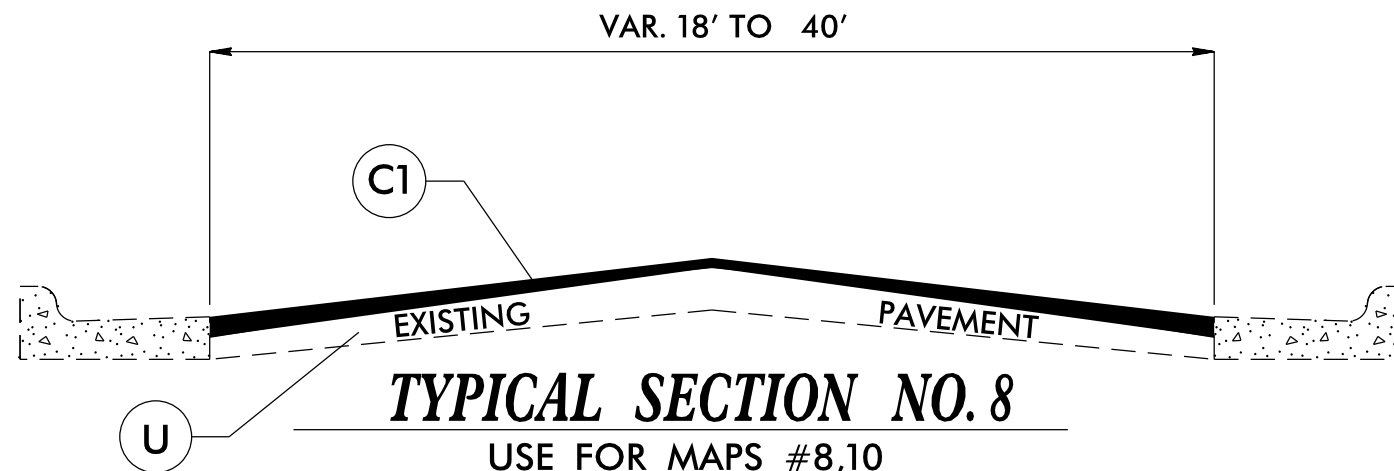 VAR. 18' TO 40'
C1
EXISTING PAVEMENT
U
TYPICAL SECTION NO. 8
USE FOR MAPS #8,10